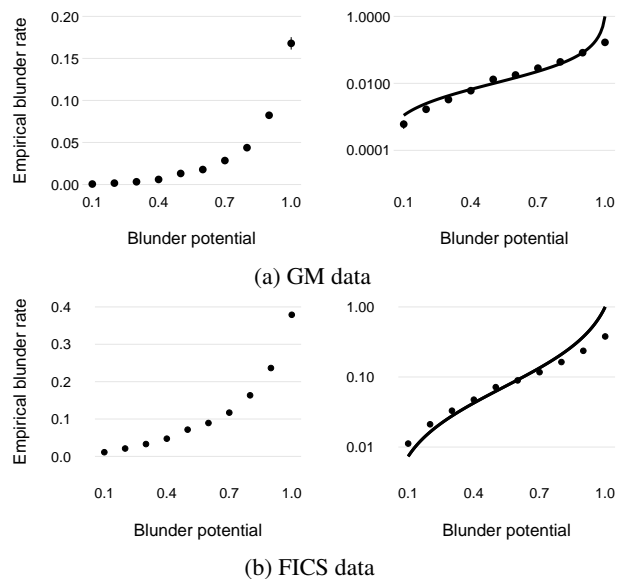 Empirical blunder rate
0.20
0.15
0.10
0.05
0.00
0.1 0.4 0.7 1.0
Blunder potential
1.0000
0.0100
0.0001
0.1 0.4 0.7 1.0
Blunder potential
(a) GM data
Empirical blunder rate
0.4
0.3
0.2
0.1
0.0
0.1 0.4 0.7 1.0
Blunder potential
1.00
0.10
0.01
0.1 0.4 0.7 1.0
Blunder potential
(b) FICS data